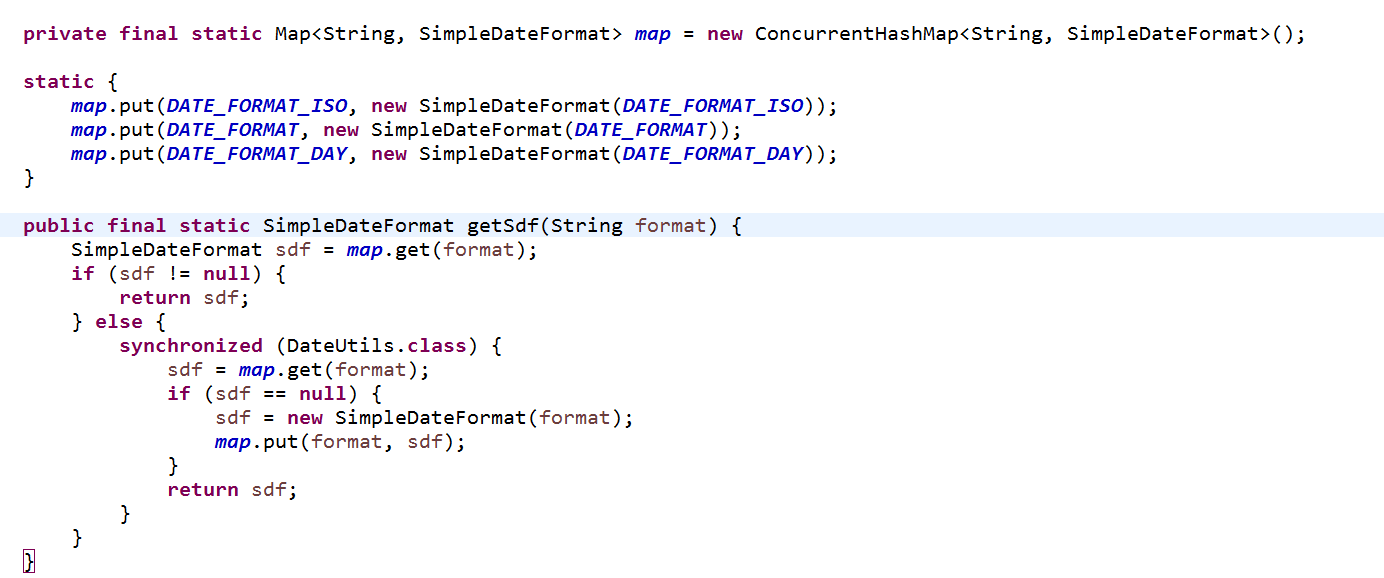 private final static Map<String, SimpleDateFormat> map = new ConcurrentHashMap<String, SimpleDateFormat>();
static {
map.put(DATE_FORMAT_ISO, new SimpleDateFormat(DATE_FORMAT_ISO));
map.put(DATE_FORMAT, new SimpleDateFormat(DATE_FORMAT));
map.put(DATE_FORMAT_DAY, new SimpleDateFormat(DATE_FORMAT_DAY));
}
public final static SimpleDateFormat getSdf(String format) {
SimpleDateFormat sdf = map.get(format);
if (sdf != null) {
return sdf;
} else {
synchronized (DateUtils.class) {
sdf = map.get(format);
if (sdf == null) {
sdf = new SimpleDateFormat(format);
map.put(format, sdf);
}
return sdf;
}
}
}